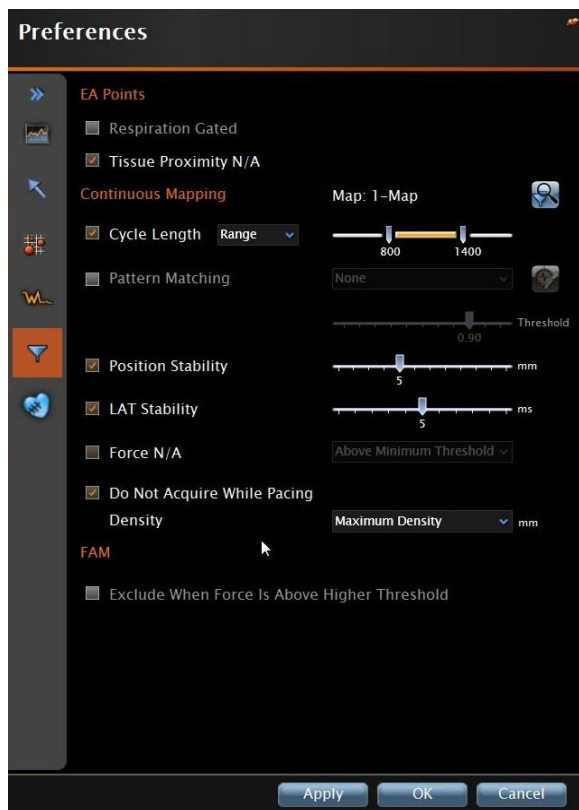 Preferences
EA Points
Respiration Gated
Tissue Proximity N/A
Continuous Mapping Map: 1-Map
Cycle Length Range
800 1400
Pattern Matching None
Threshold
0.90
Position Stability mm
5
LAT Stability ms
5
Force N/A Above Minimum Threshold
Do Not Acquire While Pacing
Density Maximum Density mm
FAM
Exclude When Force Is Above Higher Threshold
Apply OK Cancel